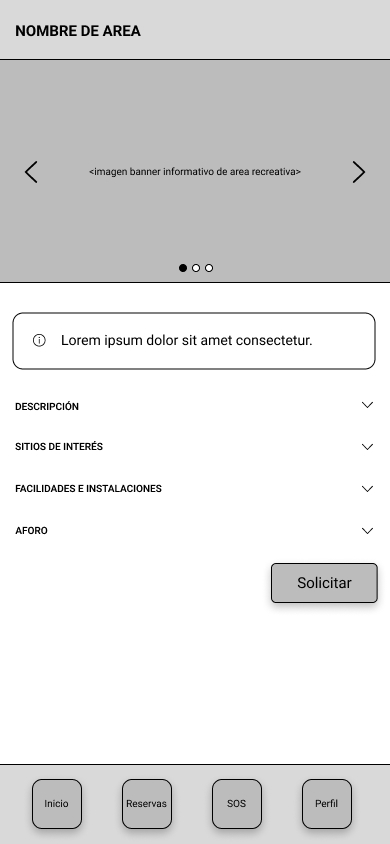 NOMBRE DE AREA
<imagen banner informativo de area recreativa>
Lorem ipsum dolor sit amet consectetur.
DESCRIPCIÓN
SITIOS DE INTERÉS
FACILIDADES E INSTALACIONES
AFORO
Solicitar
Inicio
Reservas
SOS
Perfil